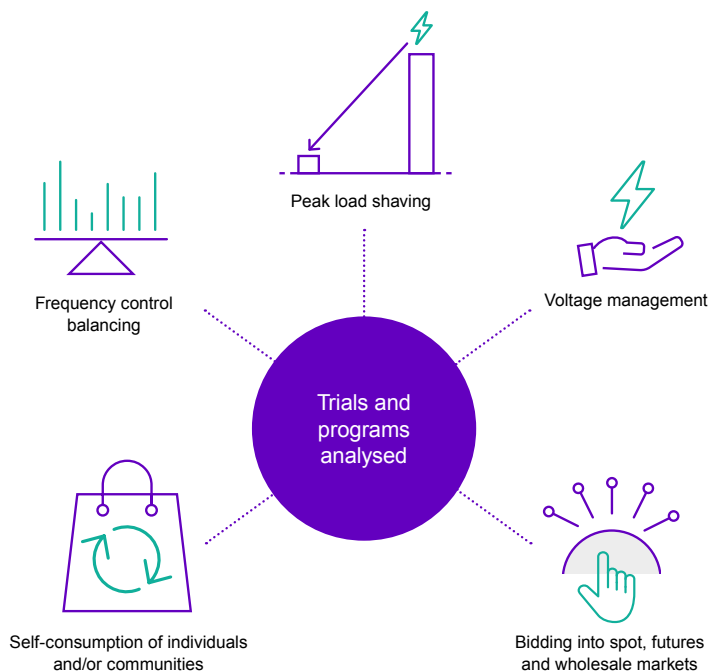 Peak load shaving
Frequency control
balancing
Voltage management
Trials and
programs
analysed
Self-consumption of individuals
and/or communities
Bidding into spot, futures
and wholesale markets